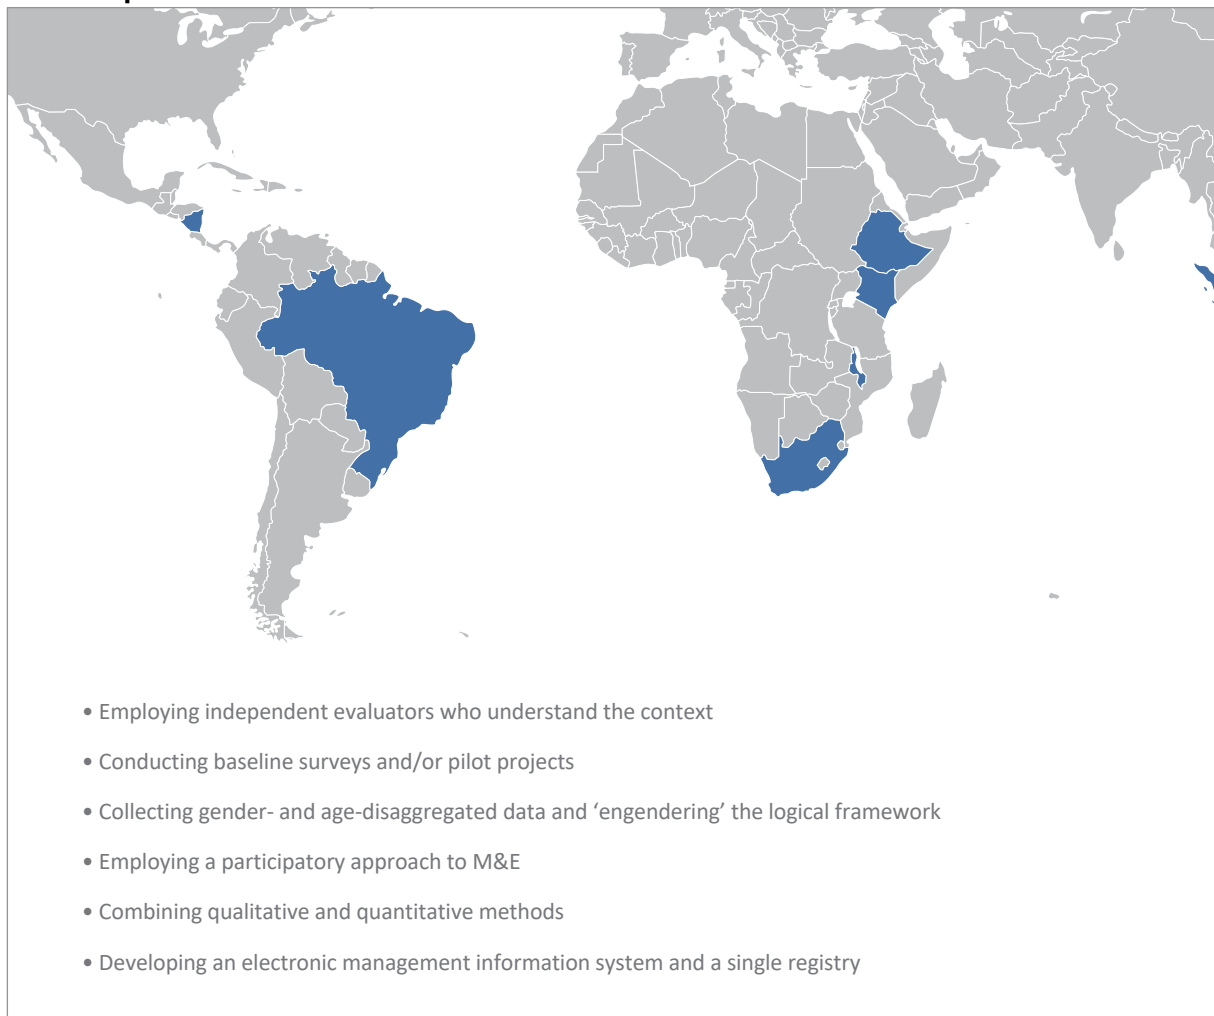 • Employing independent evaluators who understand the context
• Conducting baseline surveys and/or pilot projects
• Collecting gender- and age-disaggregated data and ‘engendering’ the logical framework
• Employing a participatory approach to M&E
• Combining qualitative and quantitative methods
• Developing an electronic management information system and a single registry